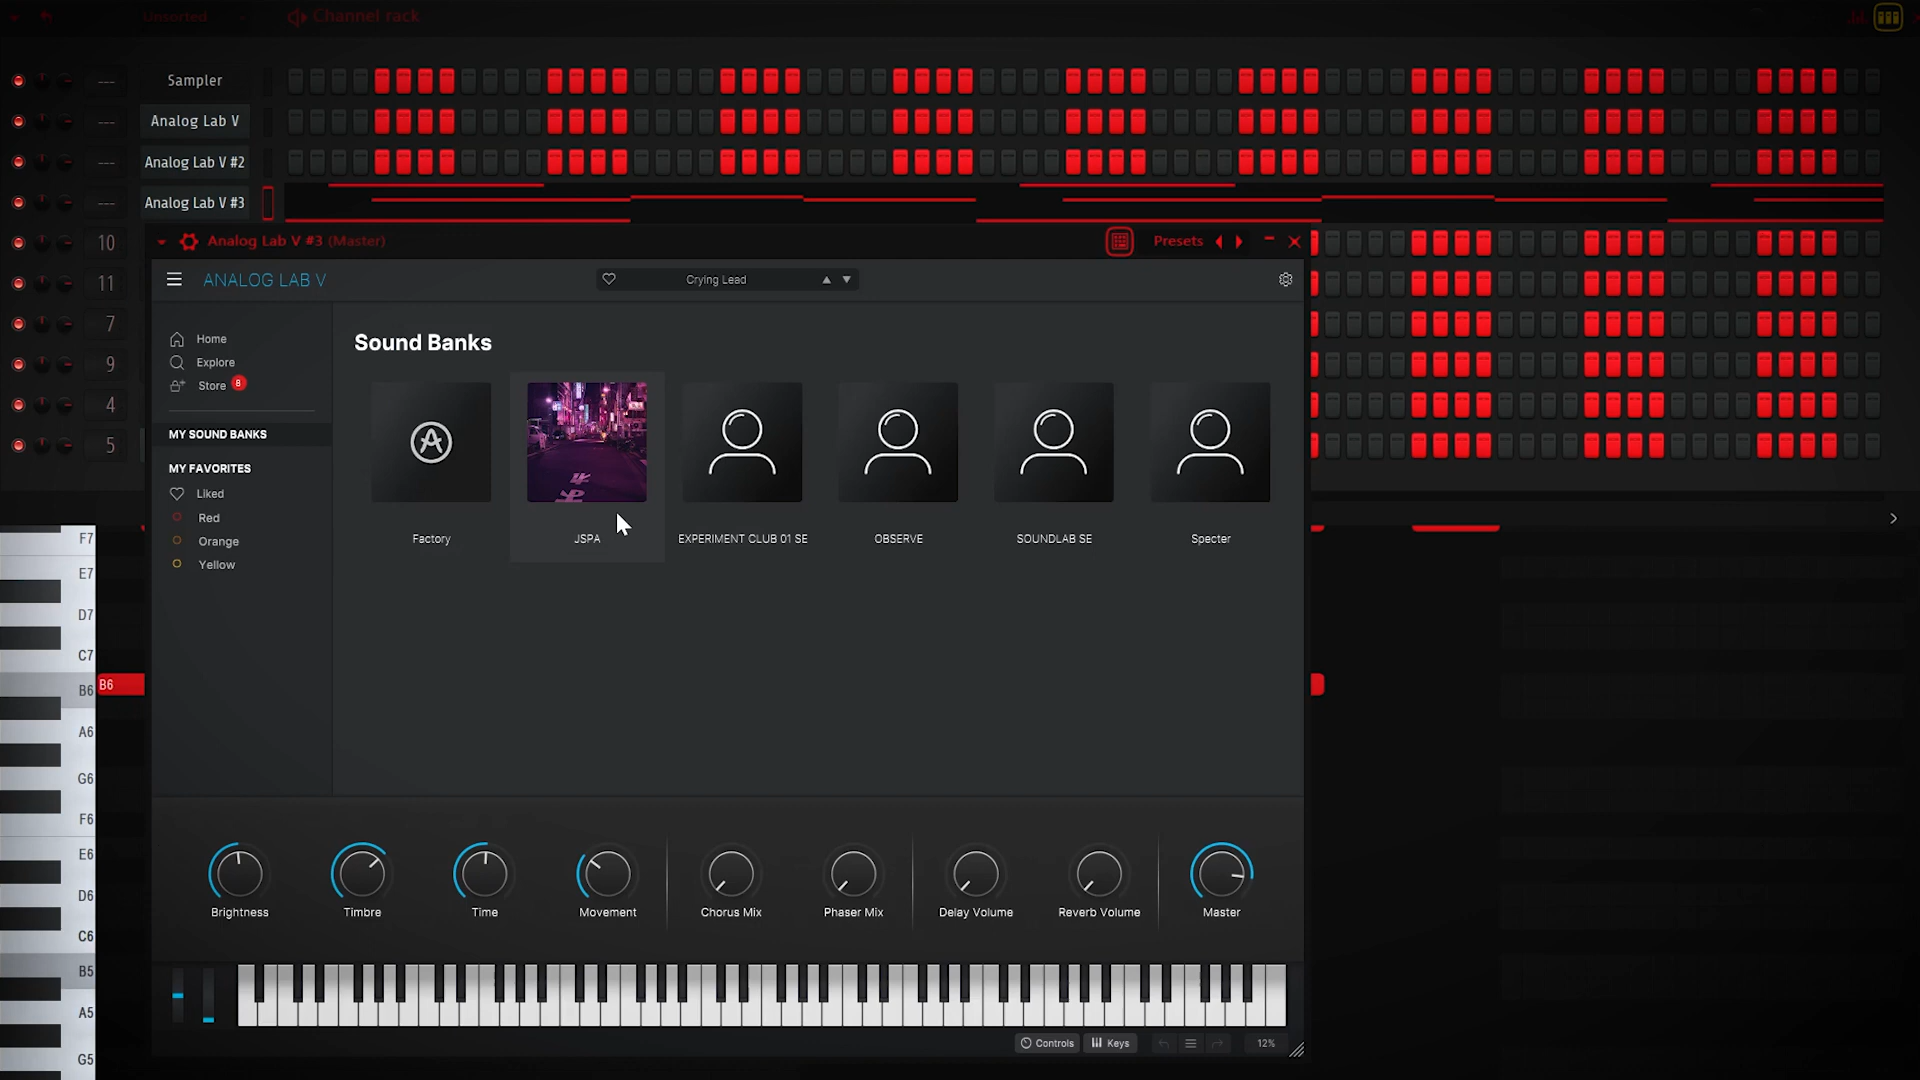 Unsorted
Channel rack
--- Sampler
--- Analog Lab V
--- Analog Lab V #2
--- Analog Lab V #3
10
11
7
9
4
5
Analog Lab V #3 (Master)
Presets
ANALOG LAB V
Crying Lead
Home
Explore
Store 8
MY SOUND BANKS
MY FAVORITES
Liked
Red
Orange
Yellow
Sound Banks
Factory
JSPA
EXPERIMENT CLUB 01 SE
OBSERVE
SOUNDLAB SE
Specter
F7
E7
D7
C7
B6 B6
A6
G6
F6
E6
D6
C6
B5
A5
G5
Brightness
Timbre
Time
Movement
Chorus Mix
Phaser Mix
Delay Volume
Reverb Volume
Master
Controls
Keys
12%